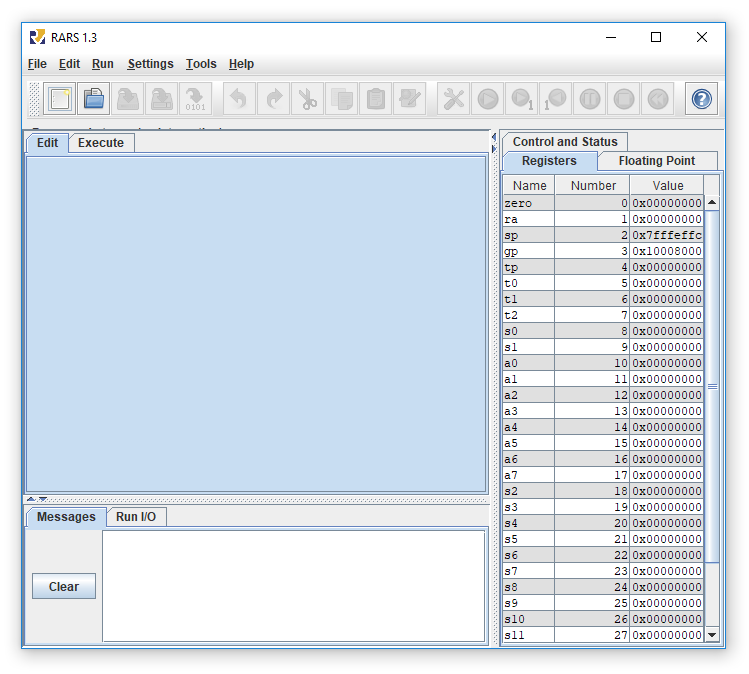 RARS 1.3
File Edit Run Settings Tools Help
0101
1
1
?
Edit Execute
Control and Status
Registers Floating Point
Name Number Value
zero 0 0x00000000
ra 1 0x00000000
sp 2 0x7fffeffc
gp 3 0x10008000
tp 4 0x00000000
t0 5 0x00000000
t1 6 0x00000000
t2 7 0x00000000
s0 8 0x00000000
s1 9 0x00000000
a0 10 0x00000000
a1 11 0x00000000
a2 12 0x00000000
a3 13 0x00000000
a4 14 0x00000000
a5 15 0x00000000
a6 16 0x00000000
a7 17 0x00000000
s2 18 0x00000000
s3 19 0x00000000
s4 20 0x00000000
s5 21 0x00000000
s6 22 0x00000000
s7 23 0x00000000
s8 24 0x00000000
s9 25 0x00000000
s10 26 0x00000000
s11 27 0x00000000
Messages Run I/O
Clear